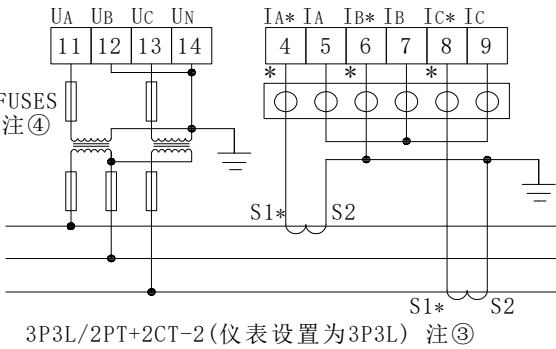 UA UB UC UN IA* IA IB* IB IC* IC
11 12 13 14 4 5 6 7 8 9
* * *
FUSES
注④
S1* S2
S1* S2
3P3L/2PT+2CT-2(仪表设置为3P3L) 注③